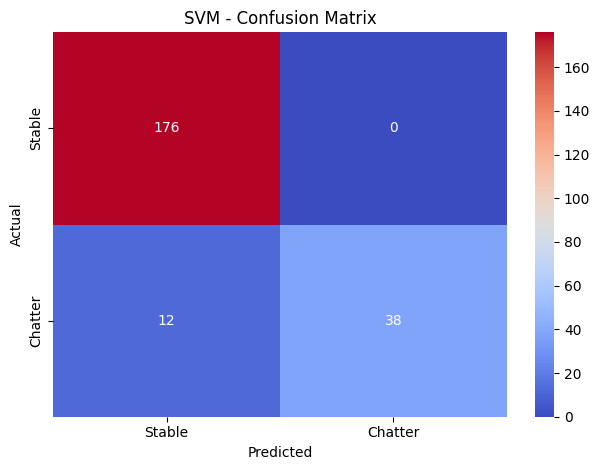 SVM - Confusion Matrix
Stable
Chatter
Actual
176
0
12
38
Stable
Chatter
Predicted
160
140
120
100
80
60
40
20
0